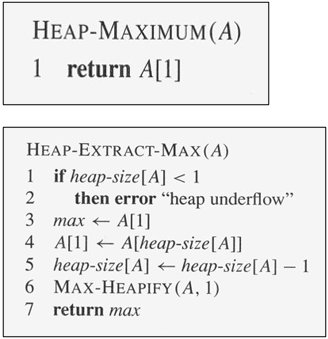 HEAP-MAXIMUM(A)
1 return A[1]
HEAP-EXTRACT-MAX(A)
1 if heap-size[A] < 1
2 then error “heap underflow”
3 max ← A[1]
4 A[1] ← A[heap-size[A]]
5 heap-size[A] ← heap-size[A] − 1
6 MAX-HEAPIFY(A, 1)
7 return max